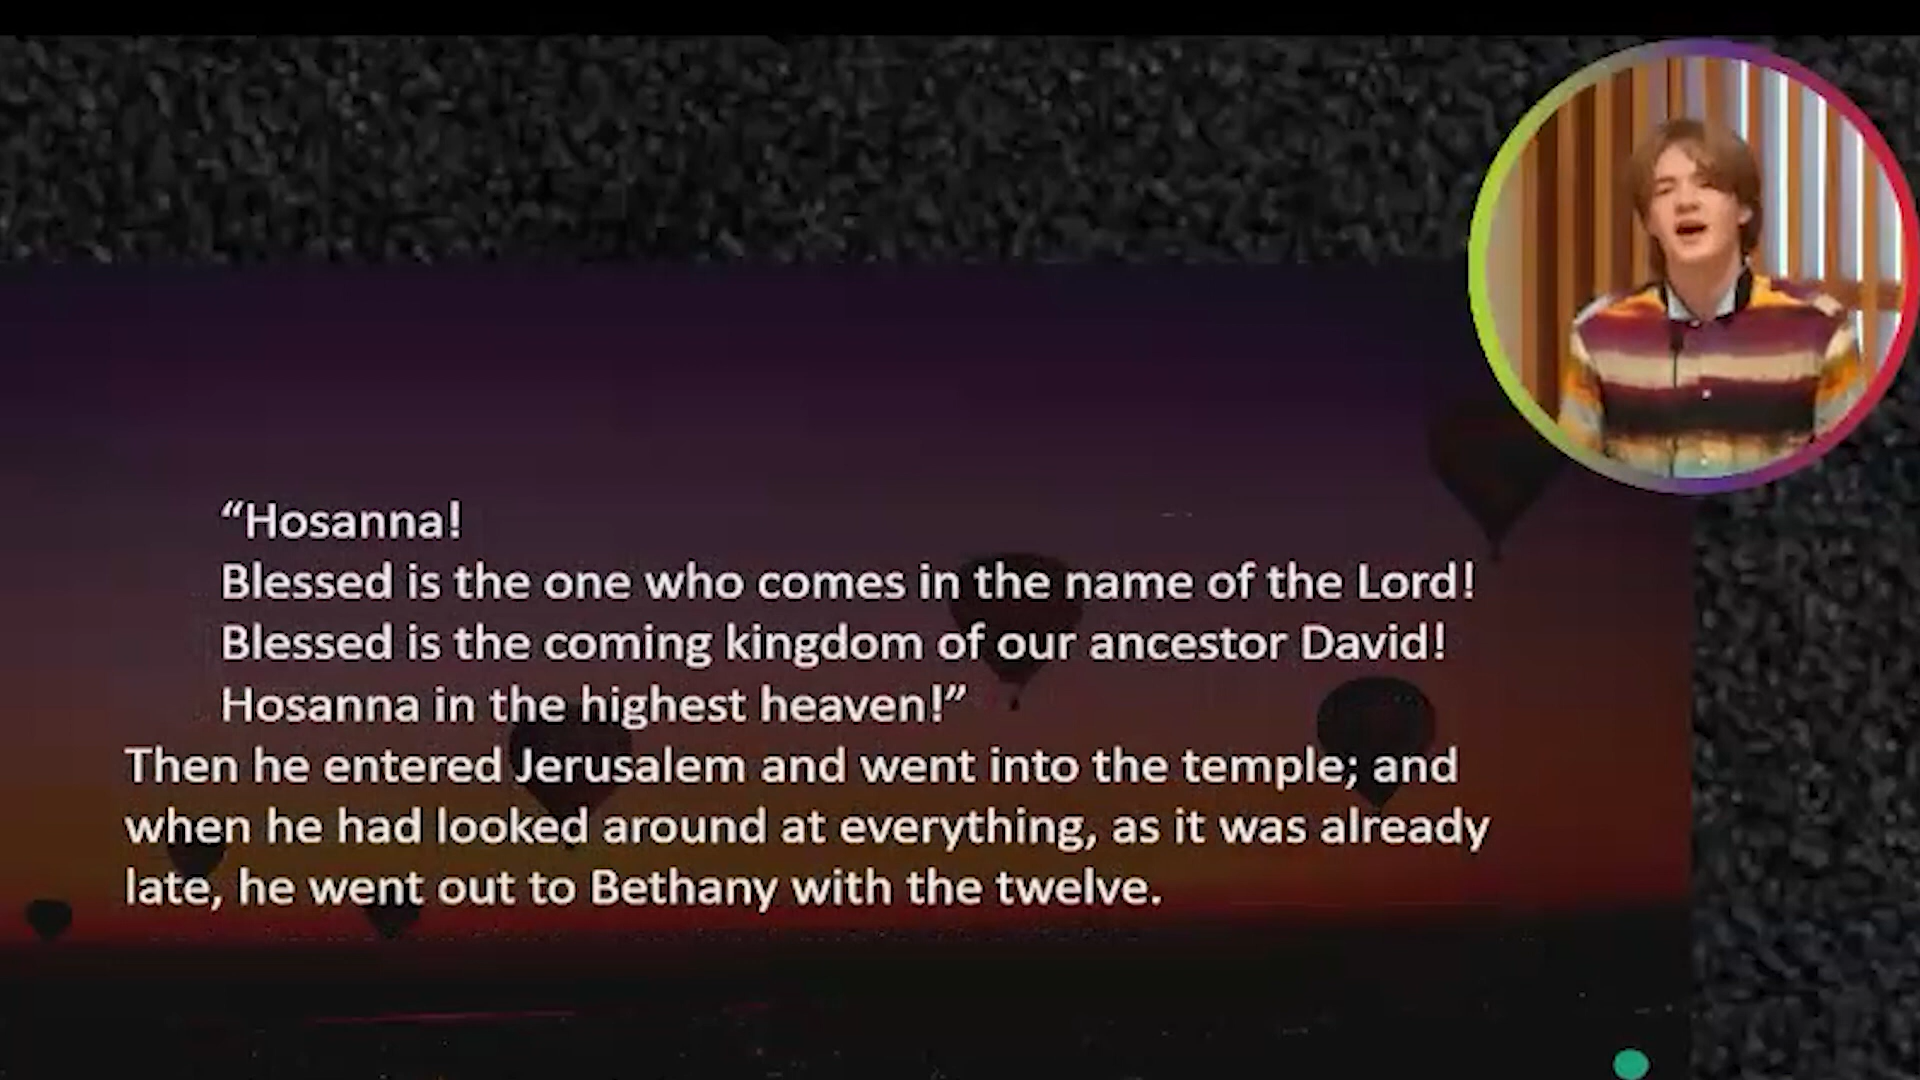 “Hosanna!
Blessed is the one who comes in the name of the Lord!
Blessed is the coming kingdom of our ancestor David!
Hosanna in the highest heaven!”
Then he entered Jerusalem and went into the temple; and
when he had looked around at everything, as it was already
late, he went out to Bethany with the twelve.